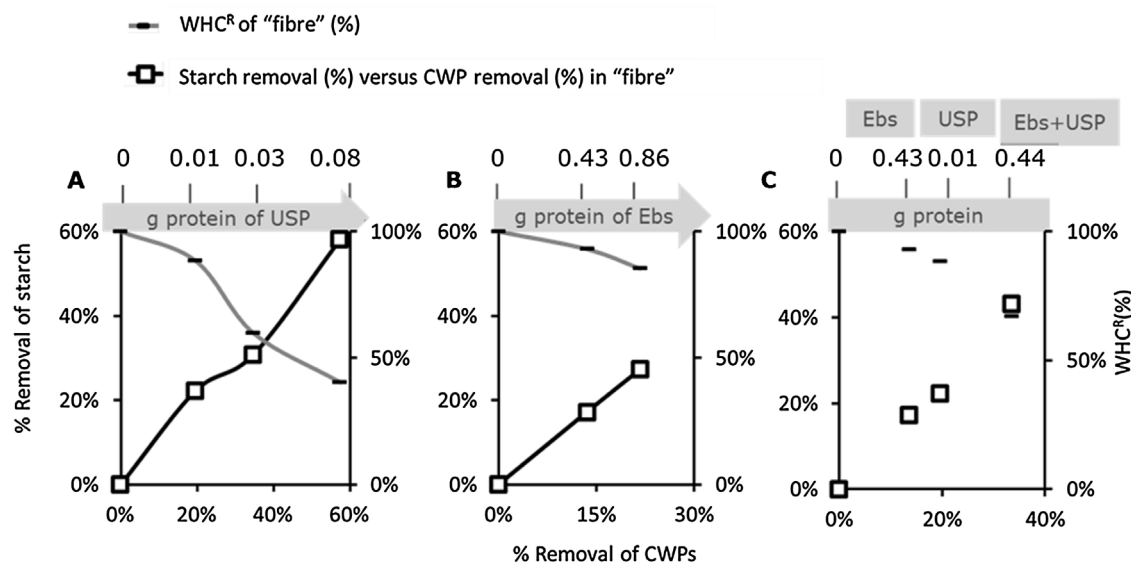 WHCᴿ of “fibre” (%)
Starch removal (%) versus CWP removal (%) in “fibre”
Ebs USP Ebs+USP
0 0.01 0.03 0.08 0 0.43 0.86 0 0.43 0.01 0.44
A B C
g protein of USP g protein of Ebs g protein
60% 100% 60% 100% 60% 100%
40% 40% 40%
50% 50% 50%
20% 20% 20%
0% 0% 0% 0% 0% 0%
0% 20% 40% 60% 0% 15% 30% 0% 20% 40%
% Removal of starch
WHCᴿ(%)
% Removal of CWPs